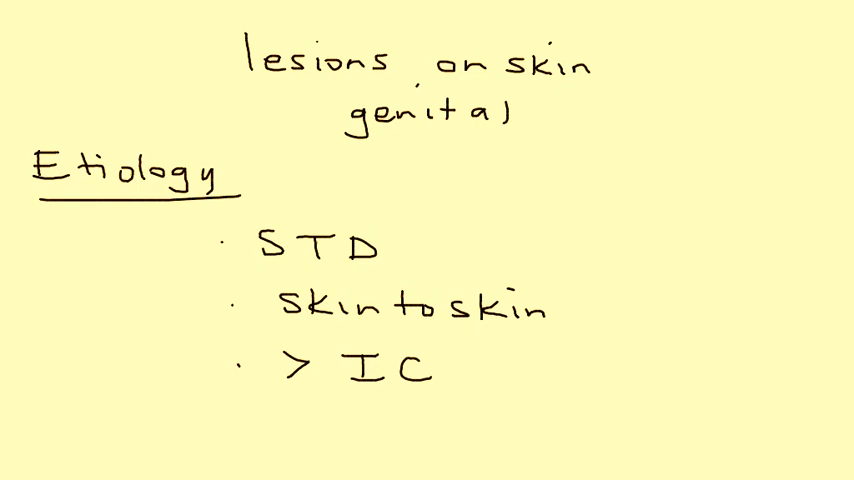 lesions on skin
genital
Etiology
· STD
· skin to skin
· > IC